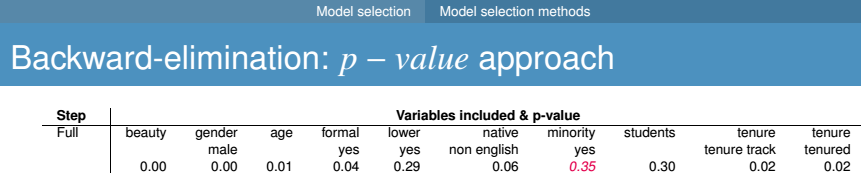 Model selection Model selection methods
Backward-elimination: p − value approach
Step Variables included & p-value
Full beauty gender age formal lower native minority students tenure tenure
male yes yes non english yes tenure track tenured
0.00 0.00 0.01 0.04 0.29 0.06 0.35 0.30 0.02 0.02